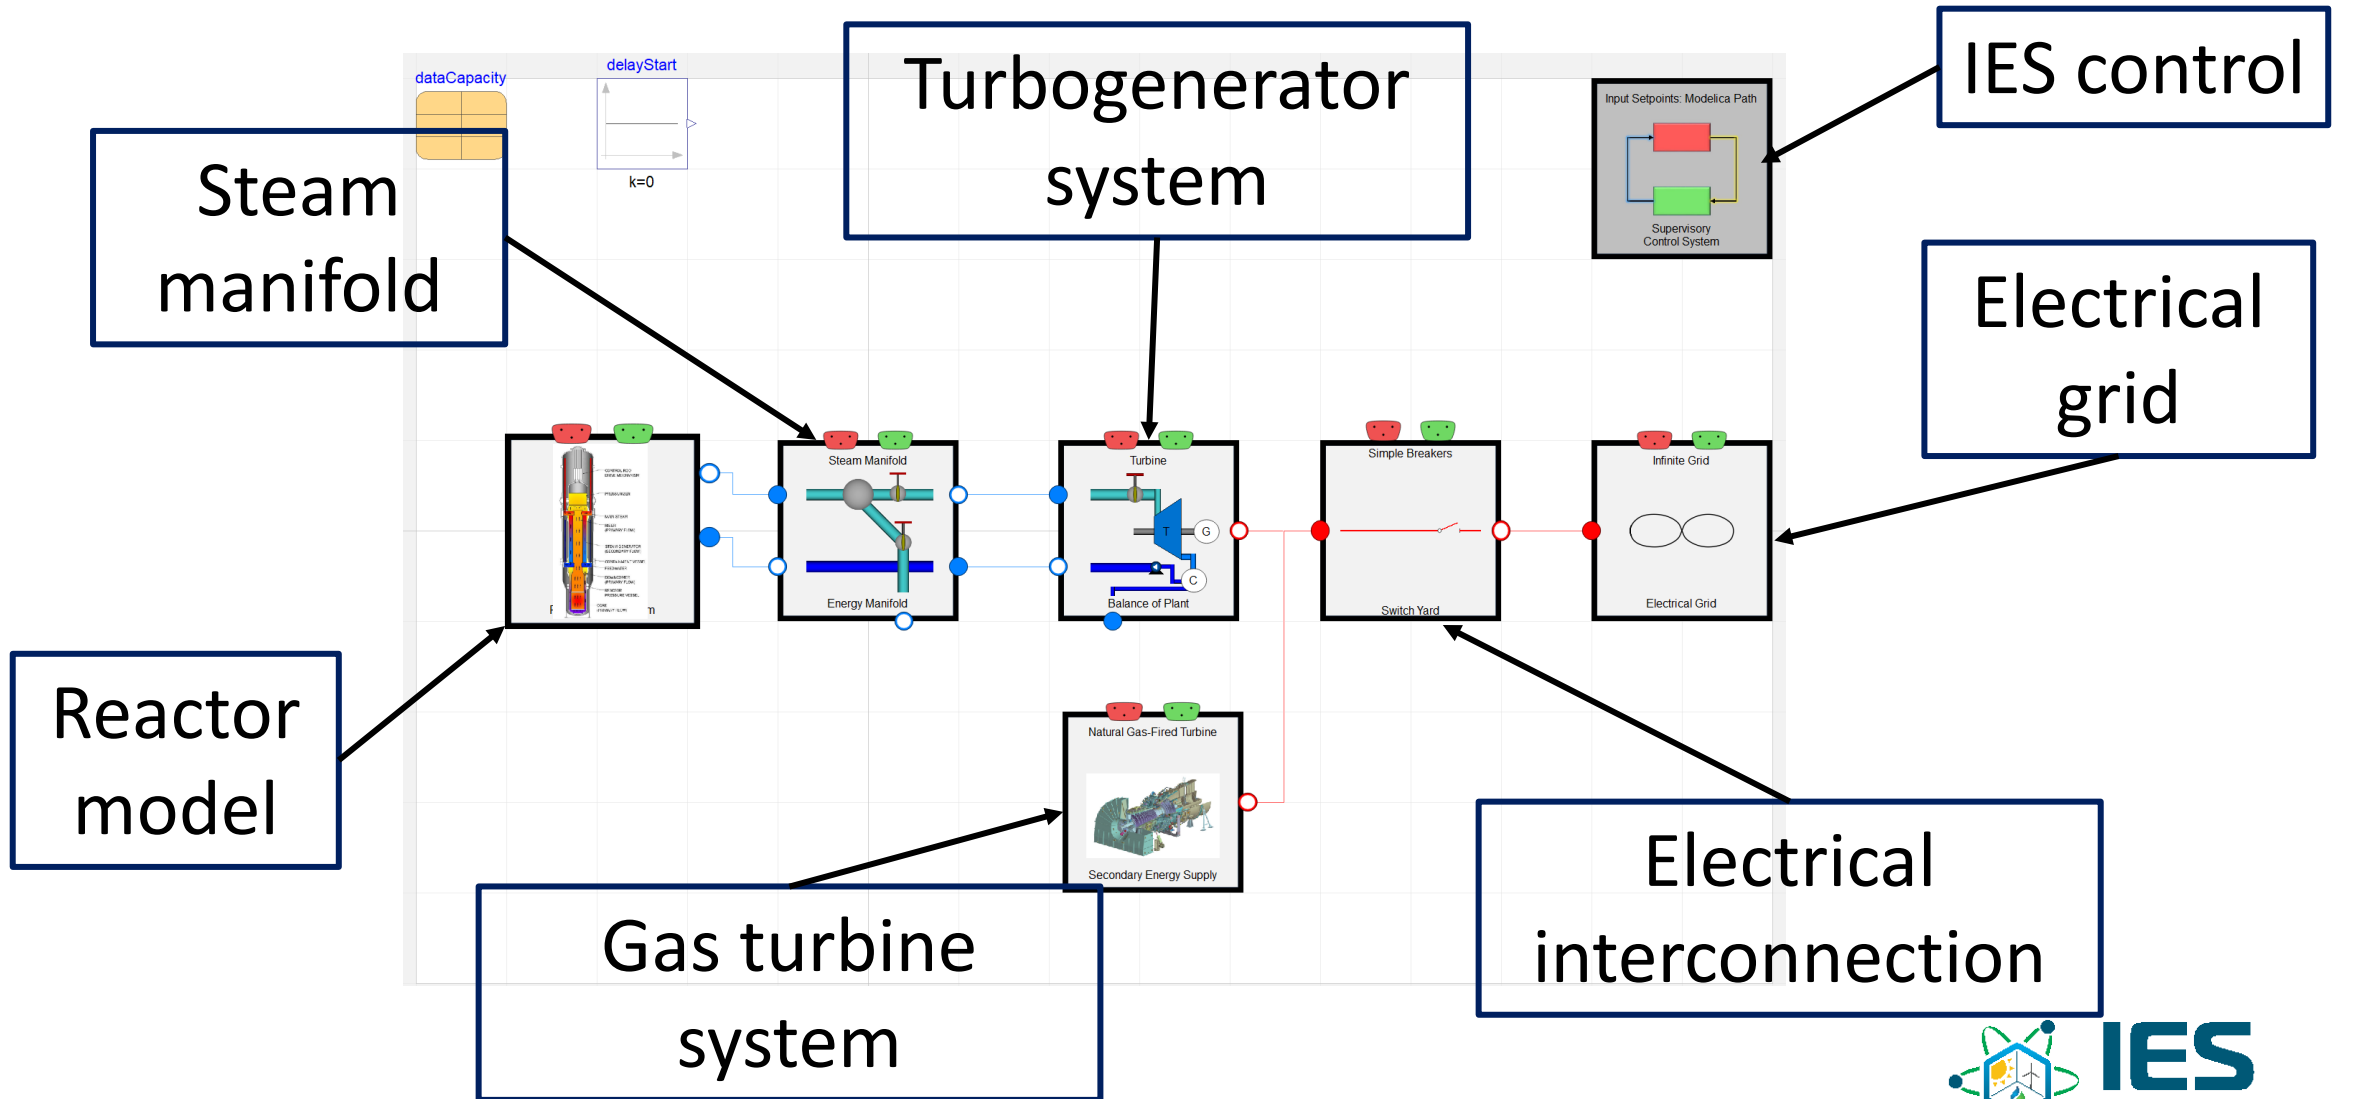 dataCapacity
delayStart
k=0
Turbogenerator
system
IES control
Input Setpoints: Modelica Path
Supervisory
Control System
Steam
manifold
Electrical
grid
Steam Manifold
Energy Manifold
Turbine
T
G
C
Balance of Plant
Simple Breakers
Switch Yard
Infinite Grid
Electrical Grid
Reactor
model
Natural Gas-Fired Turbine
Secondary Energy Supply
Gas turbine
system
Electrical
interconnection
IES